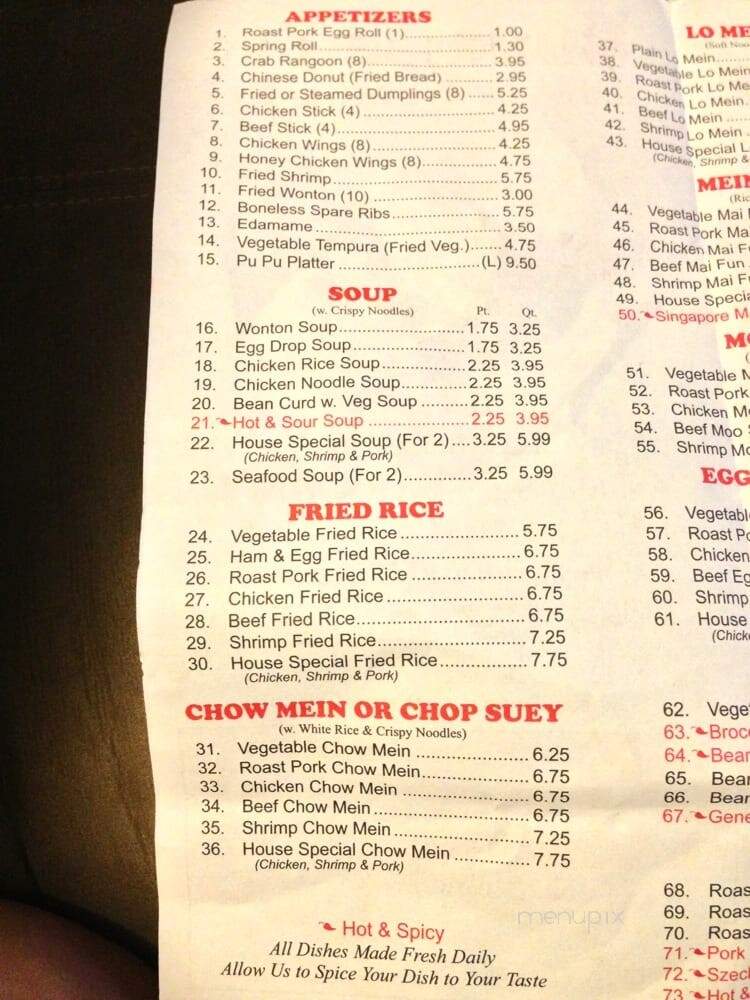 APPETIZERS
1. Roast Pork Egg Roll (1)..................1.00
2. Spring Roll..................1.30
3. Crab Rangoon (8)..................3.95
4. Chinese Donut (Fried Bread)..................2.95
5. Fried or Steamed Dumplings (8)......5.25
6. Chicken Stick (4)..................4.25
7. Beef Stick (4)..................4.95
8. Chicken Wings (8)..................4.25
9. Honey Chicken Wings (8)..................4.75
10. Fried Shrimp..................5.75
11. Fried Wonton (10)..................3.00
12. Boneless Spare Ribs..................5.75
13. Edamame..................3.50
14. Vegetable Tempura (Fried Veg.).......4.75
15. Pu Pu Platter..................(L) 9.50
SOUP
(w. Crispy Noodles) Pt. Qt.
16. Wonton Soup..................1.75 3.25
17. Egg Drop Soup..................1.75 3.25
18. Chicken Rice Soup..................2.25 3.95
19. Chicken Noodle Soup..................2.25 3.95
20. Bean Curd w. Veg Soup..........2.25 3.95
21. Hot & Sour Soup..................2.25 3.95
22. House Special Soup (For 2)....3.25 5.99
(Chicken, Shrimp & Pork)
23. Seafood Soup (For 2)..............3.25 5.99
FRIED RICE
24. Vegetable Fried Rice..................5.75
25. Ham & Egg Fried Rice..................6.75
26. Roast Pork Fried Rice..................6.75
27. Chicken Fried Rice..................6.75
28. Beef Fried Rice..................6.75
29. Shrimp Fried Rice..................7.25
30. House Special Fried Rice..................7.75
(Chicken, Shrimp & Pork)
CHOW MEIN OR CHOP SUEY
(w. White Rice & Crispy Noodles)
31. Vegetable Chow Mein..................6.25
32. Roast Pork Chow Mein..................6.75
33. Chicken Chow Mein..................6.75
34. Beef Chow Mein..................6.75
35. Shrimp Chow Mein..................7.25
36. House Special Chow Mein..............7.75
(Chicken, Shrimp & Pork)
Hot & Spicy
All Dishes Made Fresh Daily
Allow Us to Spice Your Dish to Your Taste
LO ME
(Soft Noo
37. Plain Lo Mein
38. Vegetable Lo Mein
39. Roast Pork Lo Me
40. Chicken Lo Mein
41. Beef Lo Mein
42. Shrimp Lo Mein
43. House Special L
(Chicken, Shrimp &
MEI
(Ric
44. Vegetable Mai
45. Roast Pork Ma
46. Chicken Mai F
47. Beef Mai Fun
48. Shrimp Mai F
49. House Specia
50. Singapore M
M
51. Vegetable
52. Roast Pork
53. Chicken M
54. Beef Moo
55. Shrimp Mo
EGG
56. Vegetabl
57. Roast Po
58. Chicken
59. Beef Eg
60. Shrimp
61. House
(Chick
62. Vege
63. Broc
64. Bean
65. Bean
66. Bean
67. Gene
68. Roas
69. Roas
70. Roas
71. Pork
72. Szec
73. Hot &
menupix